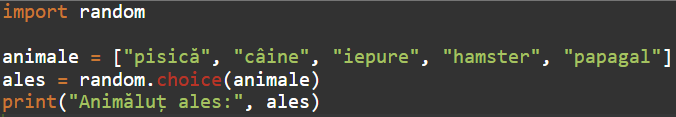 import random
animale = ["pisică", "câine", "iepure", "hamster", "papagal"]
ales = random.choice(animale)
print("Animăluț ales:", ales)